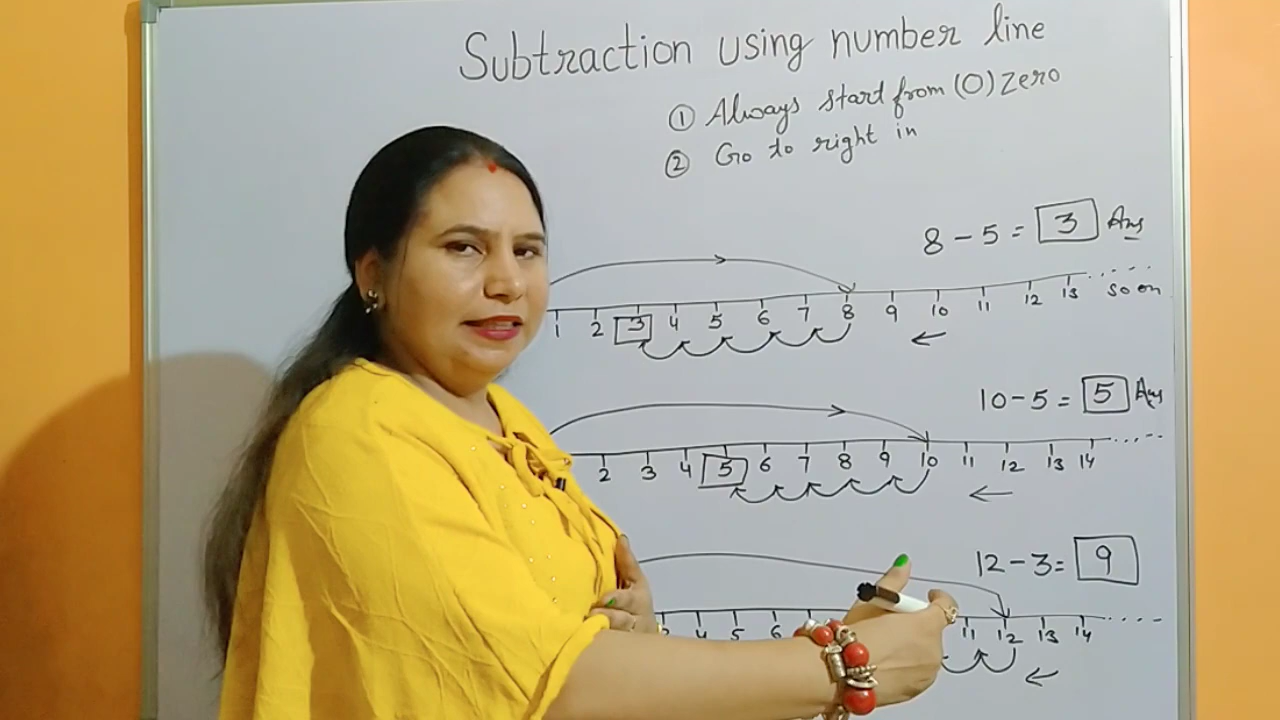 Subtraction using number line
① Always start from (0) Zero
② Go to right in
8 - 5 = 3 Ans
1 2 3 4 5 6 7 8 9 10 11 12 13 ...... so on
10 - 5 = 5 Ans
2 3 4 5 6 7 8 9 10 11 12 13 14 ......
12 - 3 = 9
4 5 6 11 12 13 14 ......